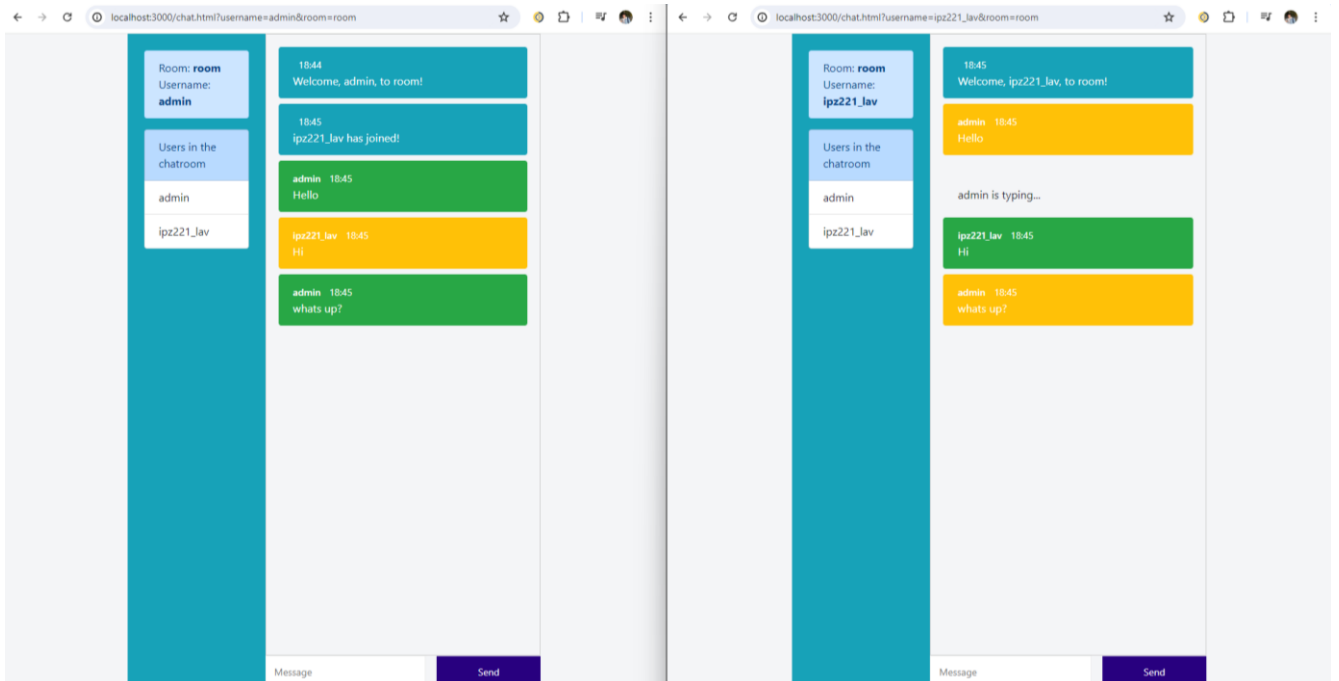 localhost:3000/chat.html?username=admin&room=room
Room: room
Username:
admin
Users in the
chatroom
admin
ipz221_lav
18:44
Welcome, admin, to room!
18:45
ipz221_lav has joined!
admin 18:45
Hello
ipz221_lav 18:45
Hi
admin 18:45
whats up?
Message
Send
localhost:3000/chat.html?username=ipz221_lav&room=room
Room: room
Username:
ipz221_lav
Users in the
chatroom
admin
ipz221_lav
18:45
Welcome, ipz221_lav, to room!
admin 18:45
Hello
admin is typing...
ipz221_lav 18:45
Hi
admin 18:45
whats up?
Message
Send